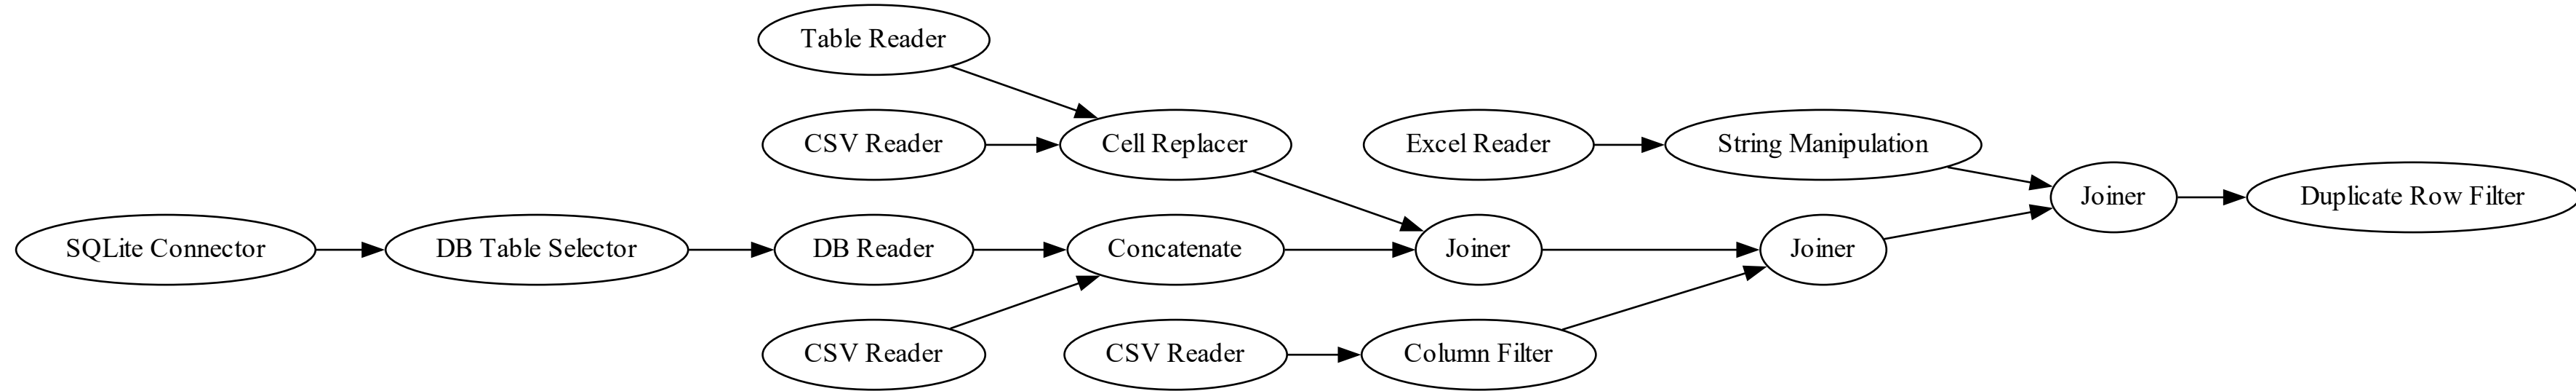 Table Reader
CSV Reader
Cell Replacer
Excel Reader
String Manipulation
Joiner
Duplicate Row Filter
SQLite Connector
DB Table Selector
DB Reader
Concatenate
Joiner
Joiner
CSV Reader
CSV Reader
Column Filter